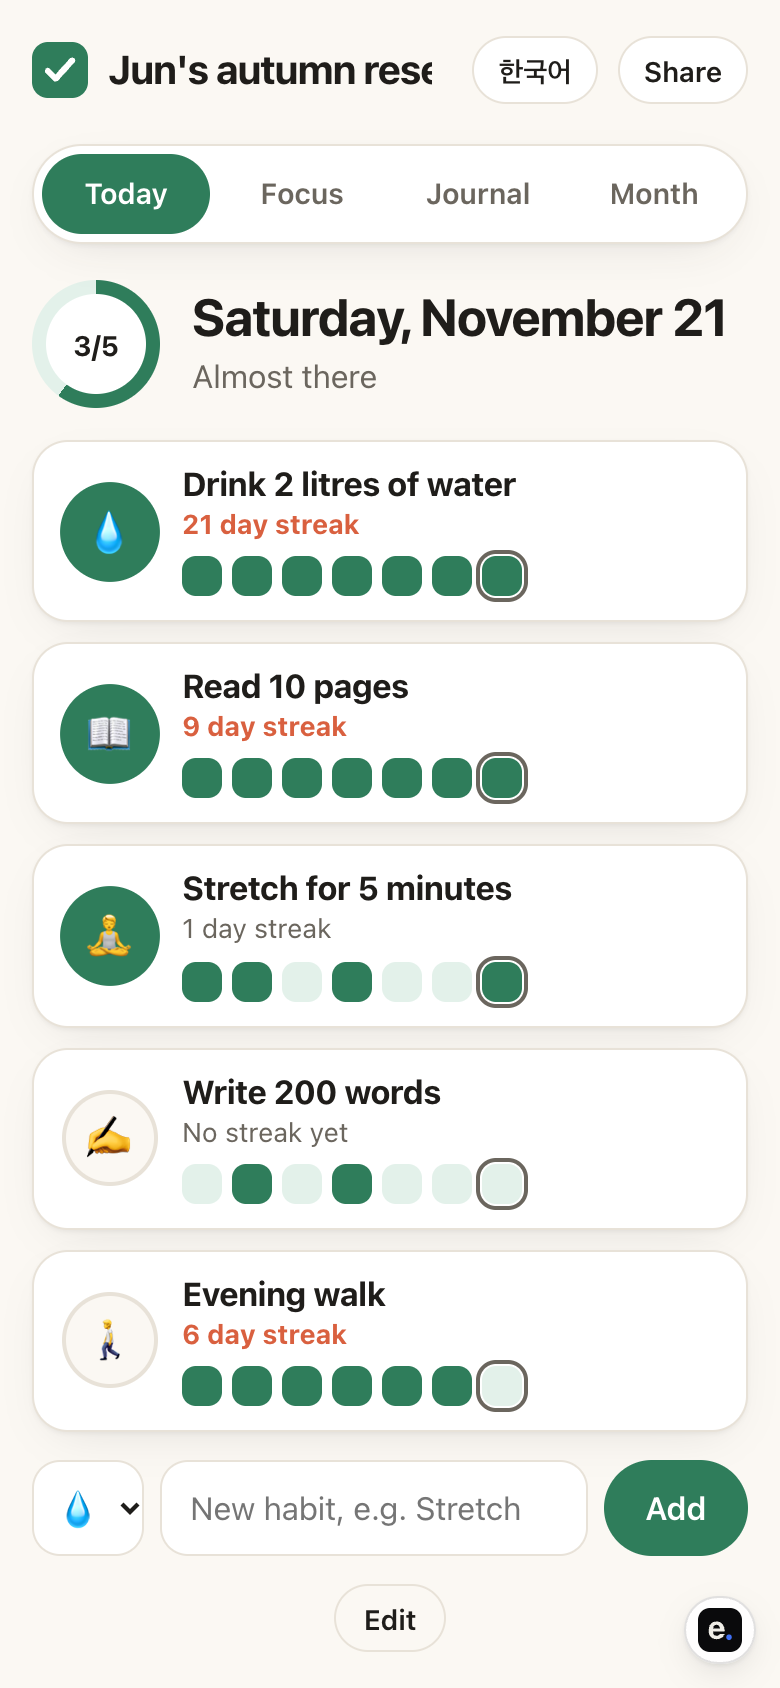 Jun's autumn rese
한국어
Share
Today
Focus
Journal
Month
3/5
Saturday, November 21
Almost there
Drink 2 litres of water
21 day streak
Read 10 pages
9 day streak
Stretch for 5 minutes
1 day streak
Write 200 words
No streak yet
Evening walk
6 day streak
New habit, e.g. Stretch
Add
Edit
e.